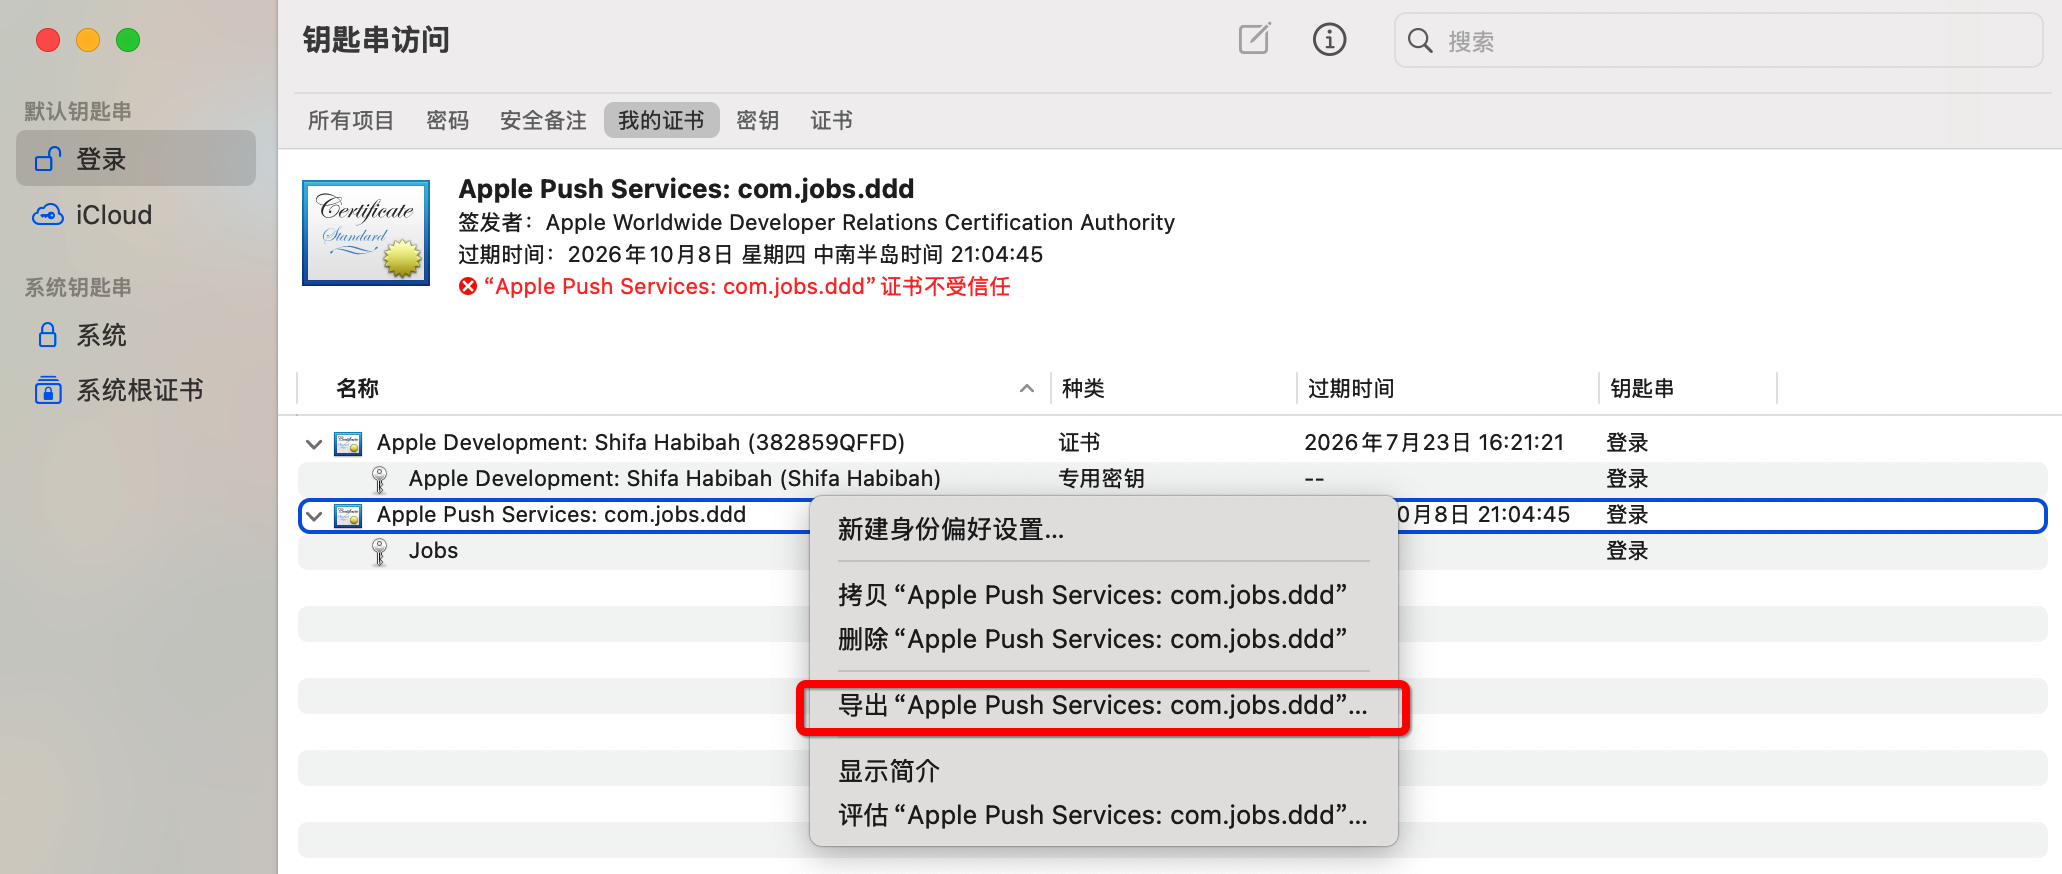 钥匙串访问
搜索
默认钥匙串
登录
iCloud
系统钥匙串
系统
系统根证书
所有项目 密码 安全备注 我的证书 密钥 证书
Certificate
Standard
Apple Push Services: com.jobs.ddd
签发者：Apple Worldwide Developer Relations Certification Authority
过期时间：2026年10月8日 星期四 中南半岛时间 21:04:45
“Apple Push Services: com.jobs.ddd”证书不受信任
名称 种类 过期时间 钥匙串
Apple Development: Shifa Habibah (382859QFFD) 证书 2026年7月23日 16:21:21 登录
Apple Development: Shifa Habibah (Shifa Habibah) 专用密钥 -- 登录
Apple Push Services: com.jobs.ddd 0月8日 21:04:45 登录
Jobs 登录
新建身份偏好设置...
拷贝“Apple Push Services: com.jobs.ddd”
删除“Apple Push Services: com.jobs.ddd”
导出“Apple Push Services: com.jobs.ddd”...
显示简介
评估“Apple Push Services: com.jobs.ddd”...